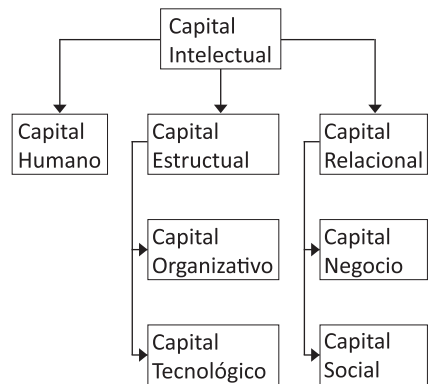 Capital
Intelectual
Capital
Humano
Capital
Estructual
Capital
Relacional
Capital
Organizativo
Capital
Negocio
Capital
Tecnológico
Capital
Social